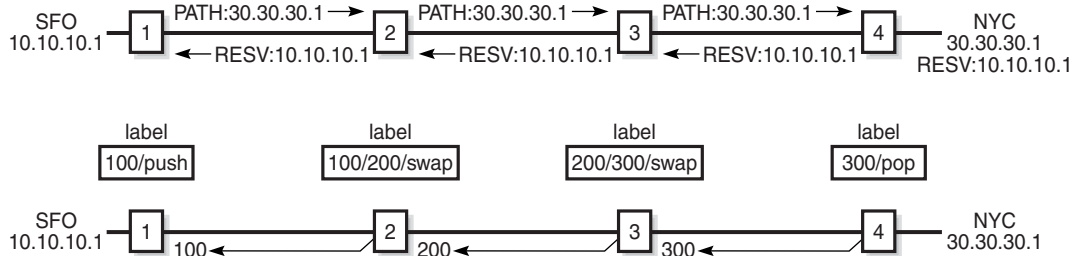 PATH:30.30.30.1 PATH:30.30.30.1 PATH:30.30.30.1
SFO
10.10.10.1
1 2 3 4
NYC
30.30.30.1
RESV:10.10.10.1
RESV:10.10.10.1 RESV:10.10.10.1 RESV:10.10.10.1
label label label label
100/push 100/200/swap 200/300/swap 300/pop
SFO
10.10.10.1
1 2 3 4
NYC
30.30.30.1
100 200 300